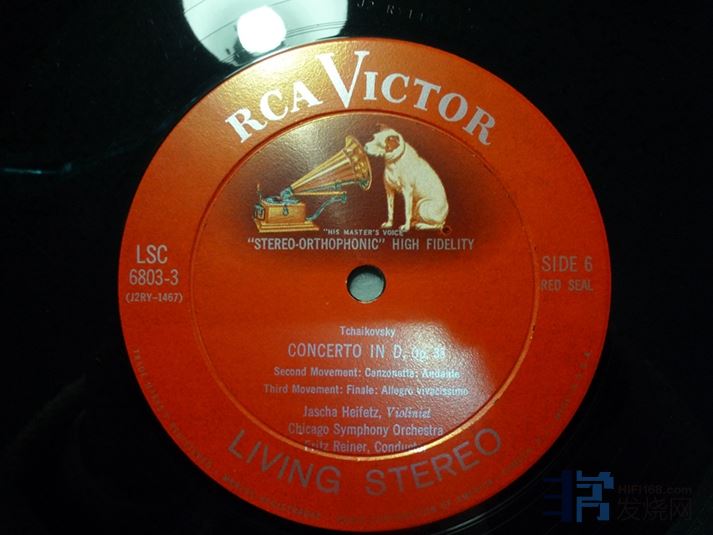 RCA VICTOR
"HIS MASTER'S VOICE"
"STEREO-ORTHOPHONIC" HIGH FIDELITY
LSC
6803-3
(J2RY-1467)
SIDE 6
RED SEAL
Tchaikovsky
CONCERTO IN D, Op.
Second Movement: Canzonetta: Andante
Third Movement: Finale: Allegro vivacissimo
Jascha Heifetz, Violinist
Chicago Symphony Orchestra
Fritz Reiner,
LIVING STEREO
HIFI168.com
发烧网